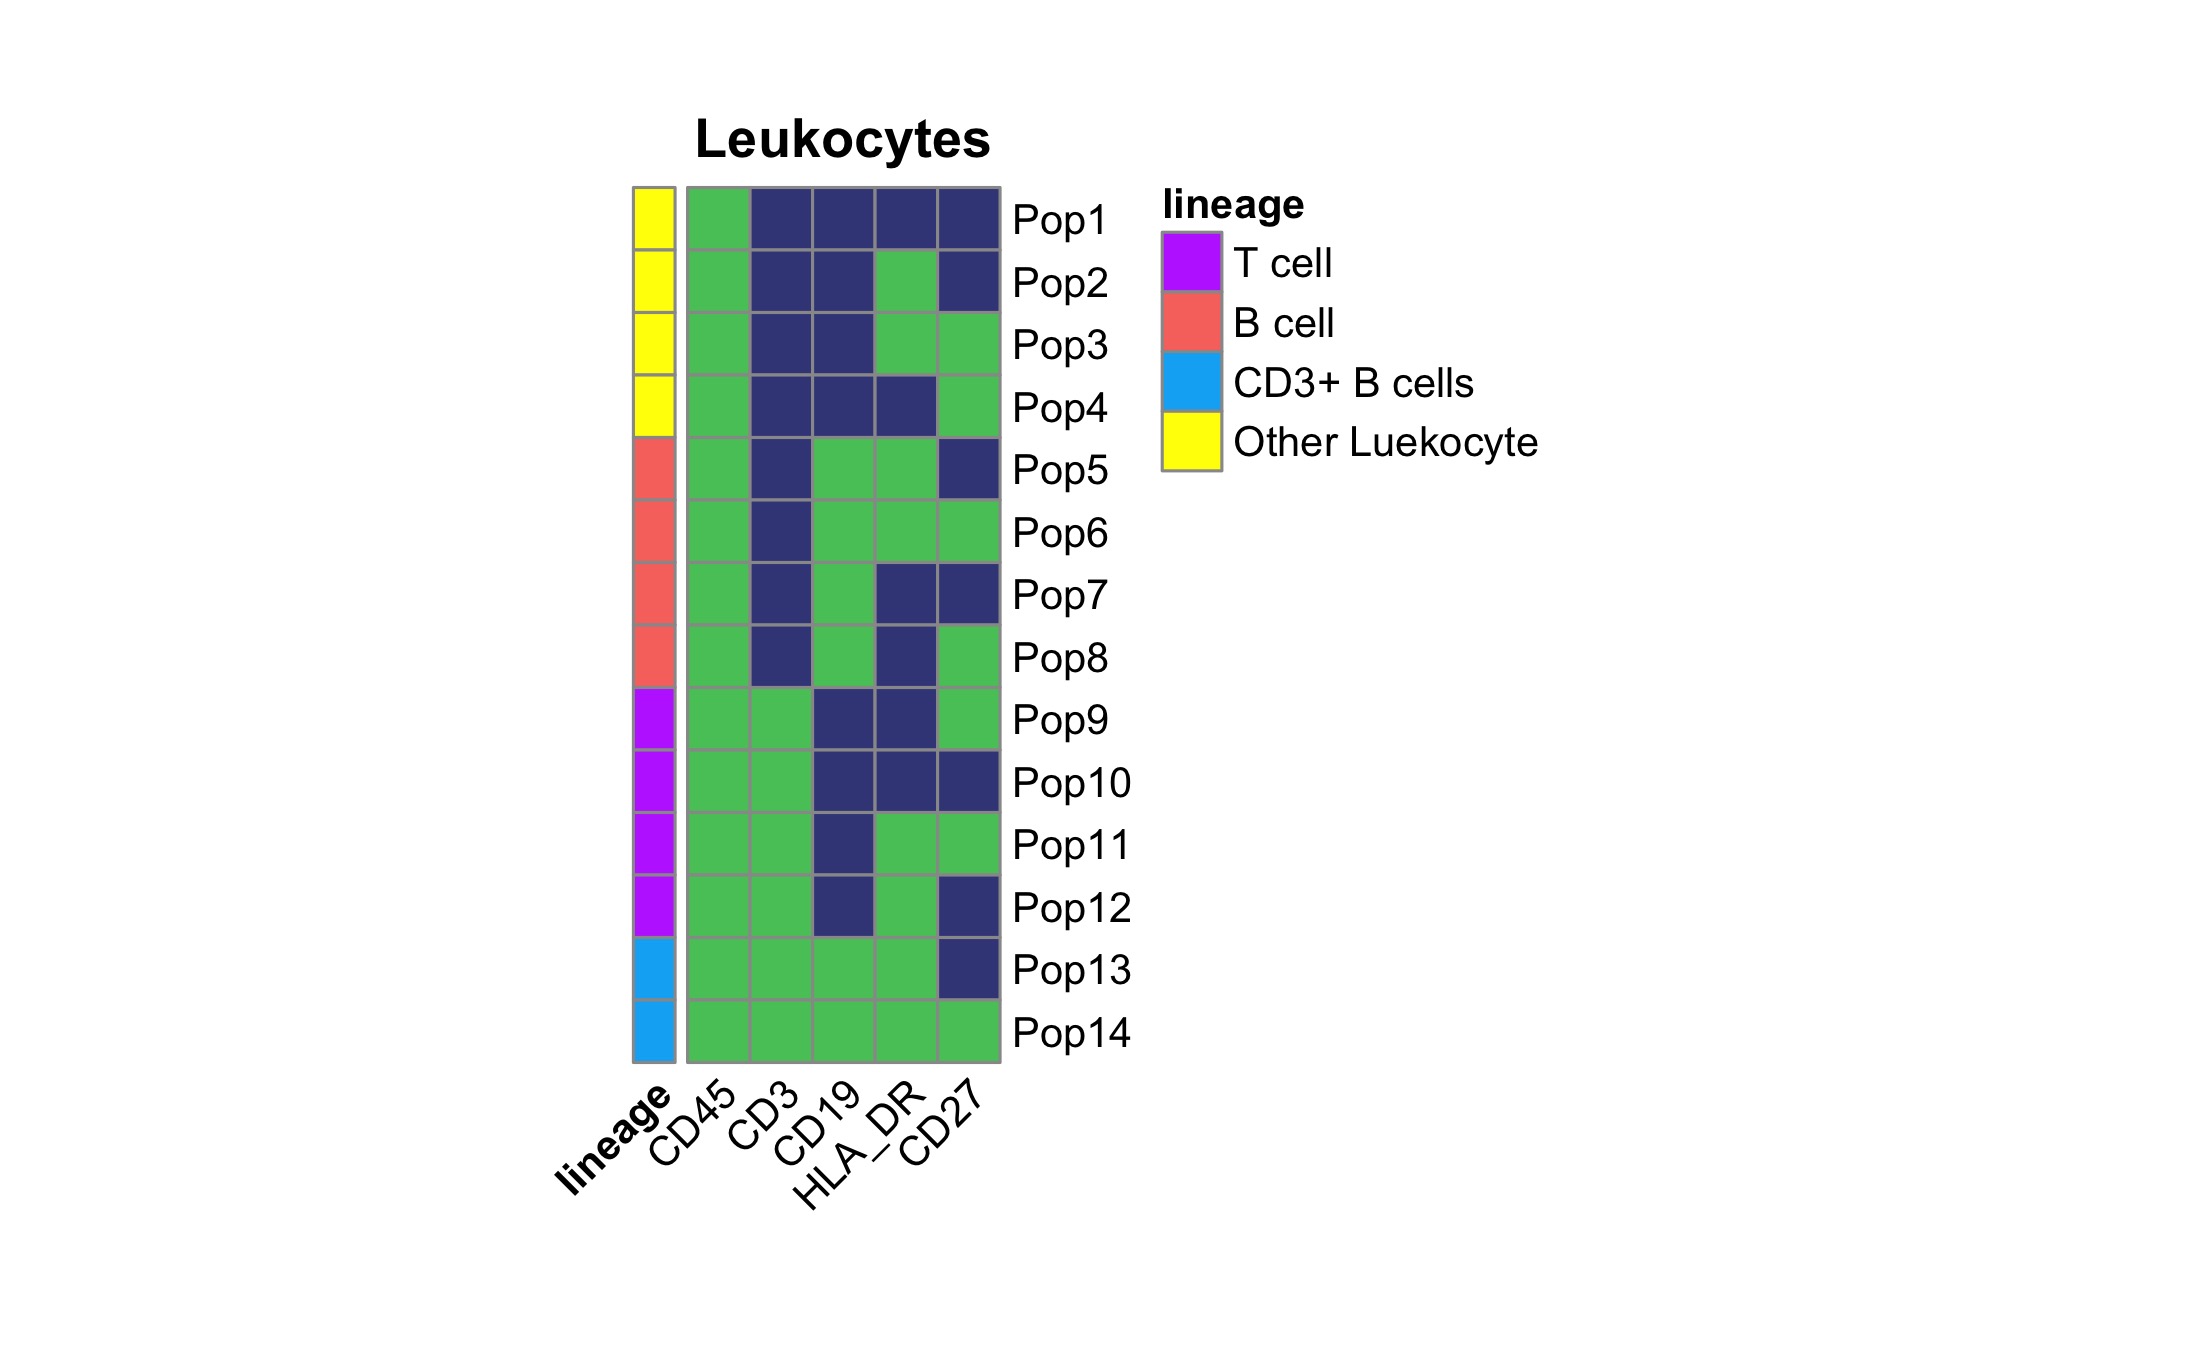 Leukocytes
Pop1
Pop2
Pop3
Pop4
Pop5
Pop6
Pop7
Pop8
Pop9
Pop10
Pop11
Pop12
Pop13
Pop14
lineage
CD45
CD3
CD19
HLA_DR
CD27
lineage
T cell
B cell
CD3+ B cells
Other Luekocyte